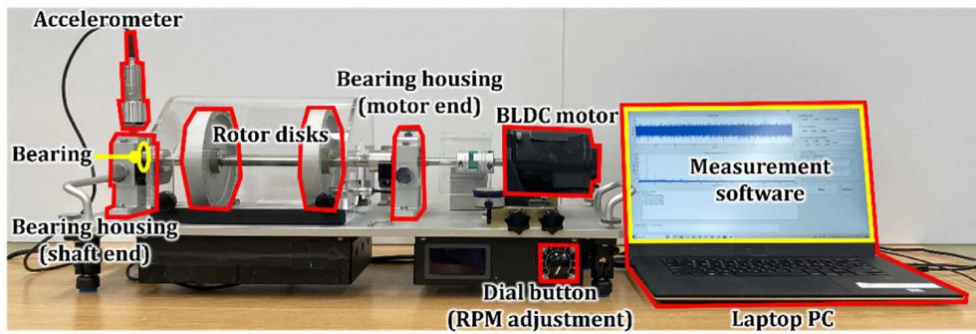 Accelerometer
Bearing housing
(motor end)
BLDC motor
Rotor disks
Bearing
Measurement
software
Bearing housing
(shaft end)
Dial button
(RPM adjustment)
Laptop PC